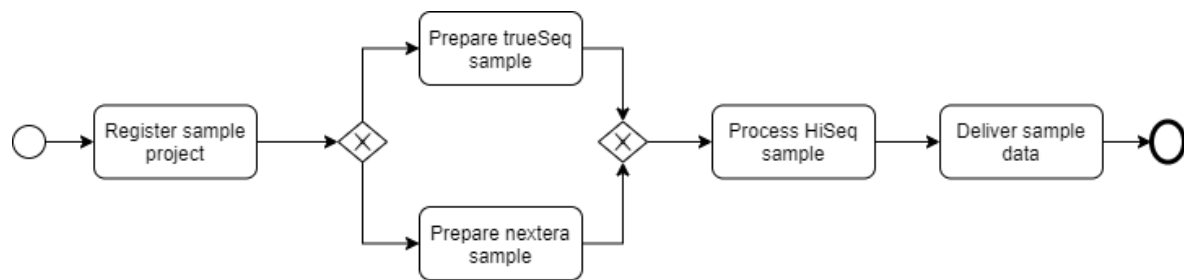 Register sample
project
Prepare trueSeq
sample
Prepare nextera
sample
Process HiSeq
sample
Deliver sample
data